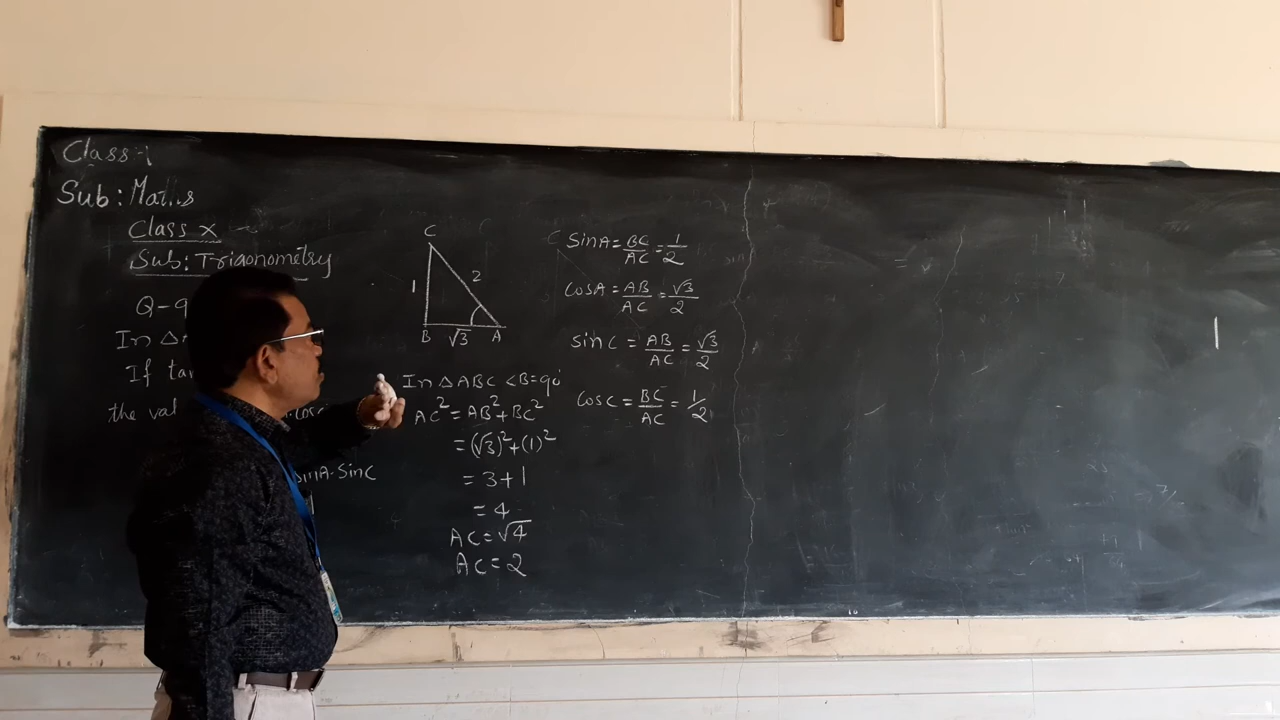 Class:-
Sub: Maths
Class X
Sub: Trigonometry
Q-9
In Δ
If tan
the val
cosc
SinA·Sinc
C
1
2
B √3 A
In Δ ABC <B=90°
AC²=AB²+BC²
=(√3)²+(1)²
=3+1
=4
AC=√4
AC=2
SinA=BC/AC=1/2
CosA=AB/AC=√3/2
sinc=AB/AC=√3/2
Cosc=BC/AC=1/2